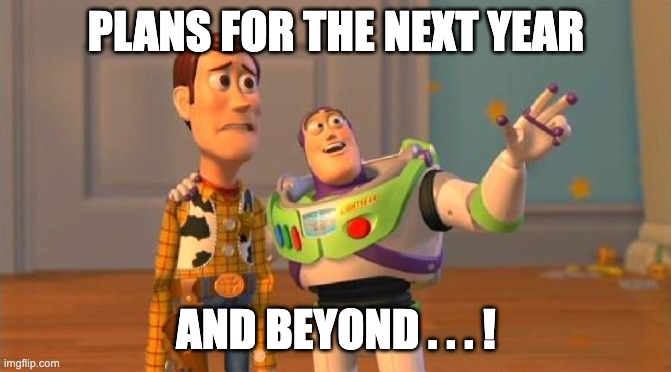 PLANS FOR THE NEXT YEAR
LIGHTYEAR
AND BEYOND . . . !
imgflip.com